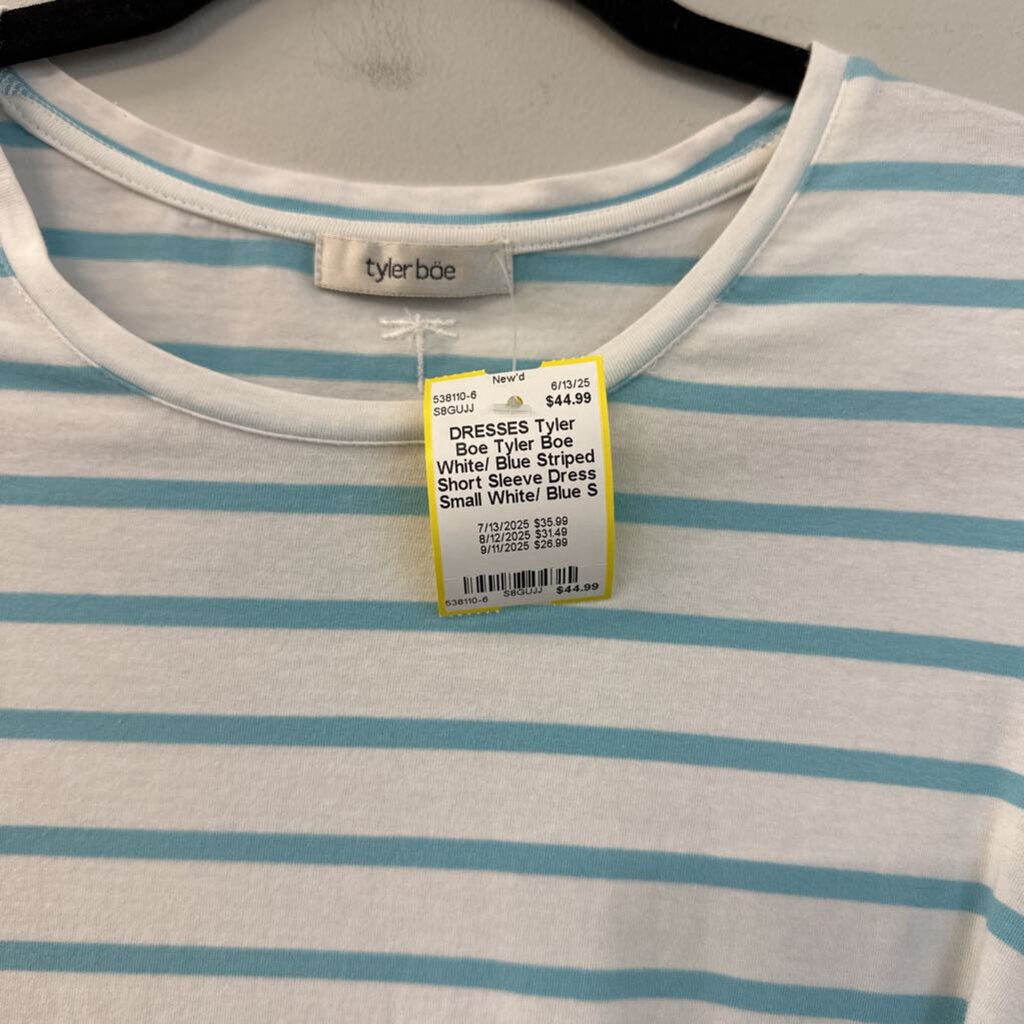 tyler böe
New'd
538110-6 6/13/25
S8GUJJ $44.99
DRESSES Tyler
Boe Tyler Boe
White/ Blue Striped
Short Sleeve Dress
Small White/ Blue S
7/13/2025 $35.99
8/12/2025 $31.49
9/11/2025 $26.99
538110-6 S8GUJJ $44.99